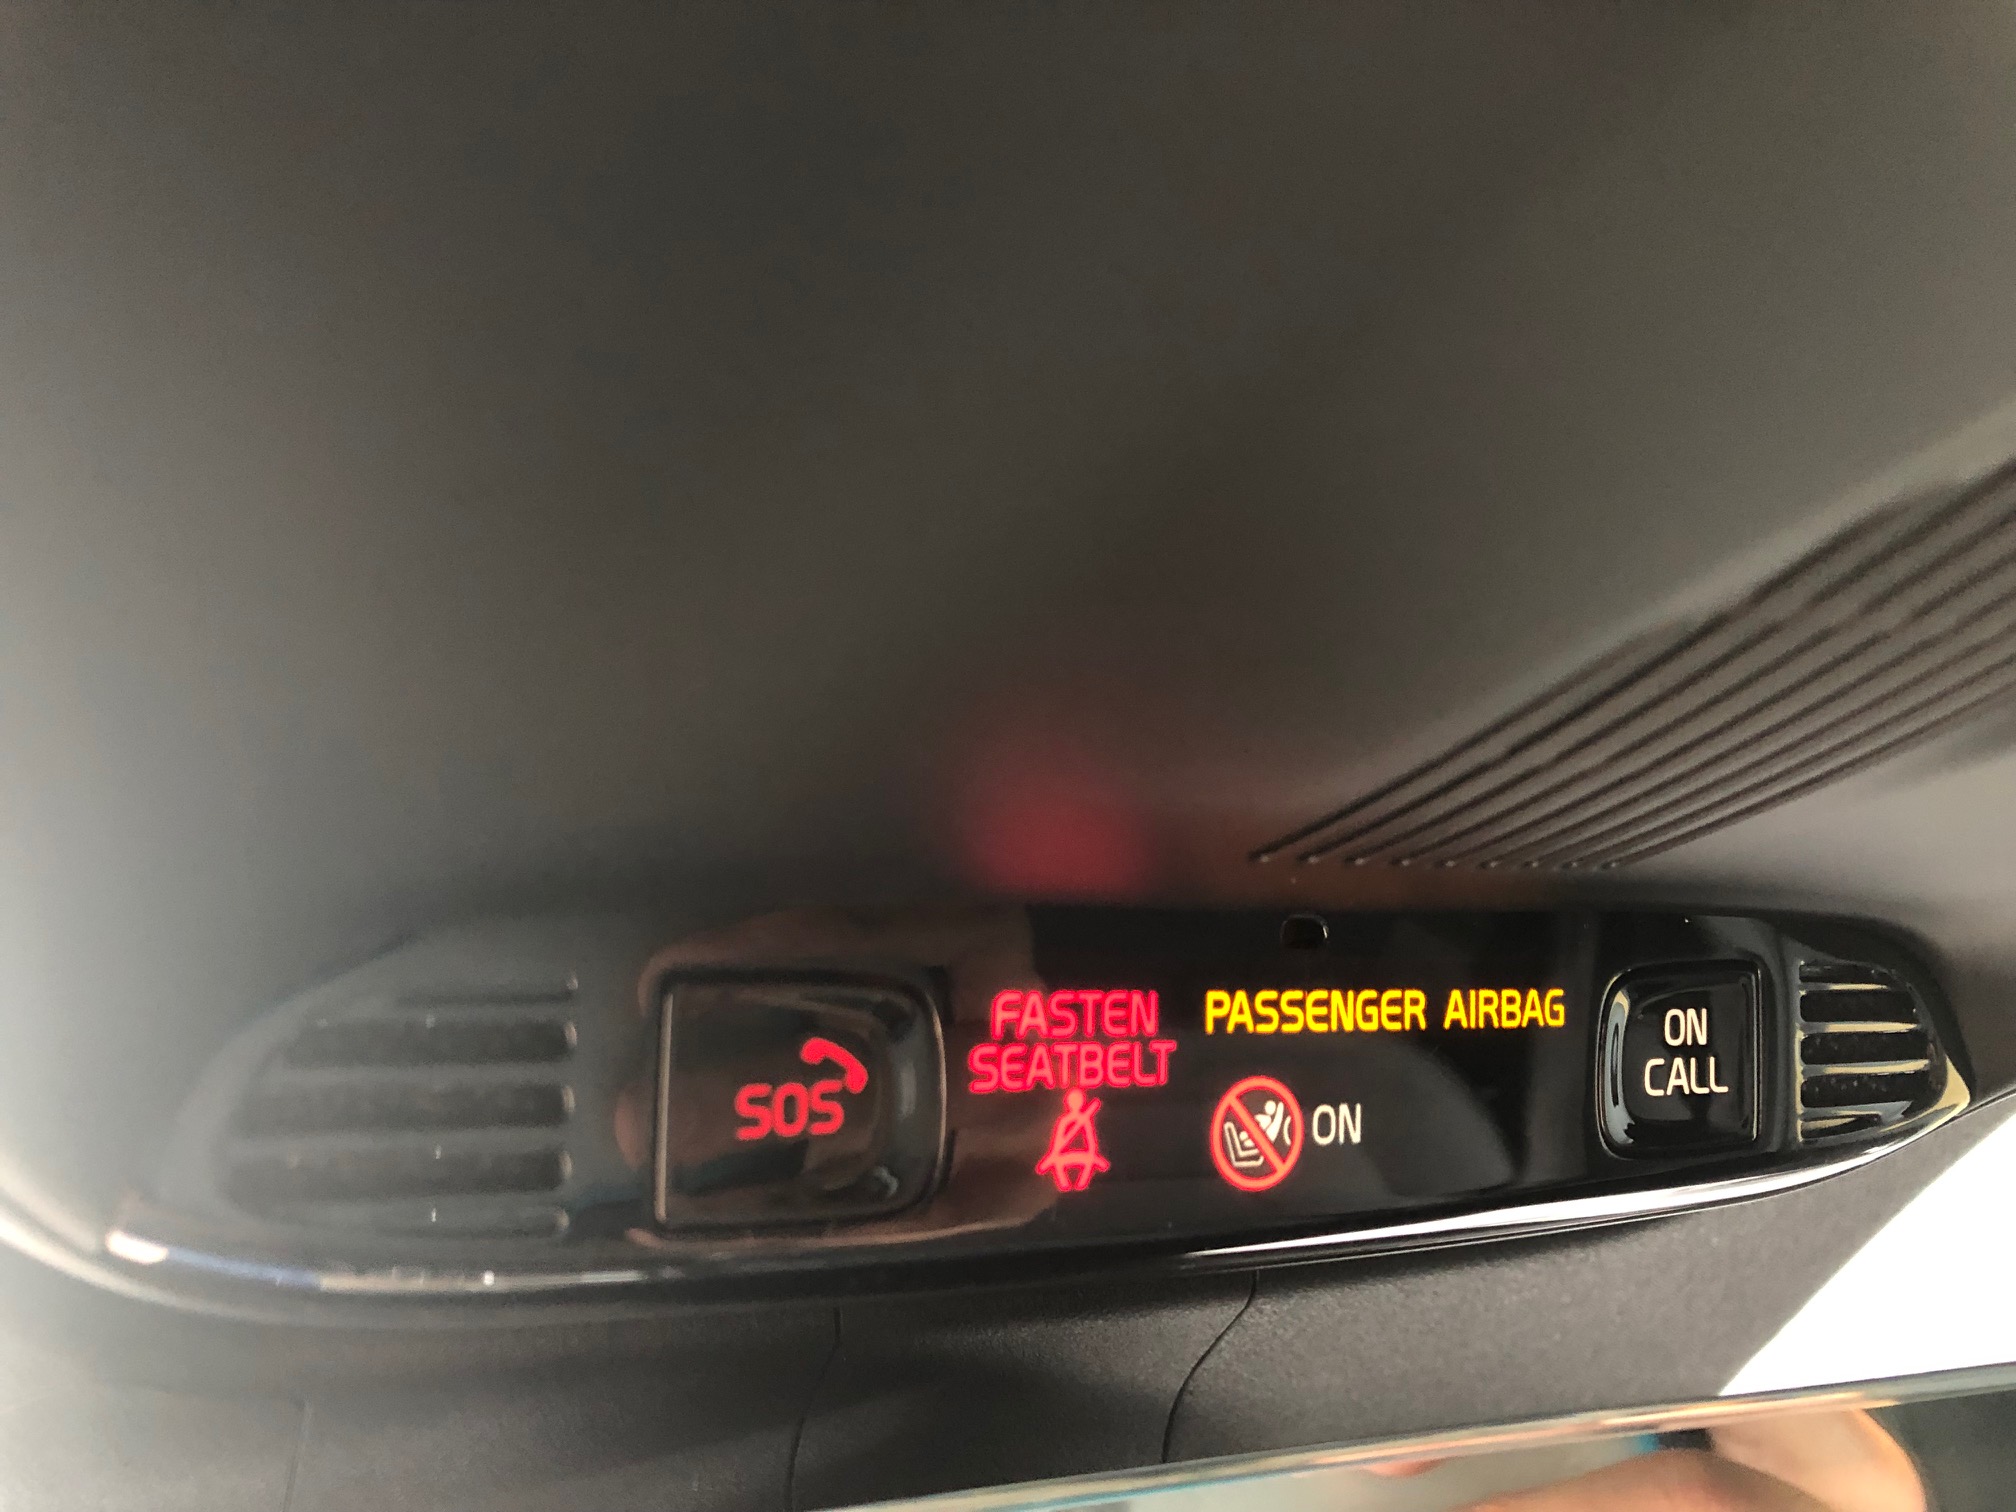 SOS
FASTEN
SEATBELT
PASSENGER AIRBAG
ON
ON
CALL